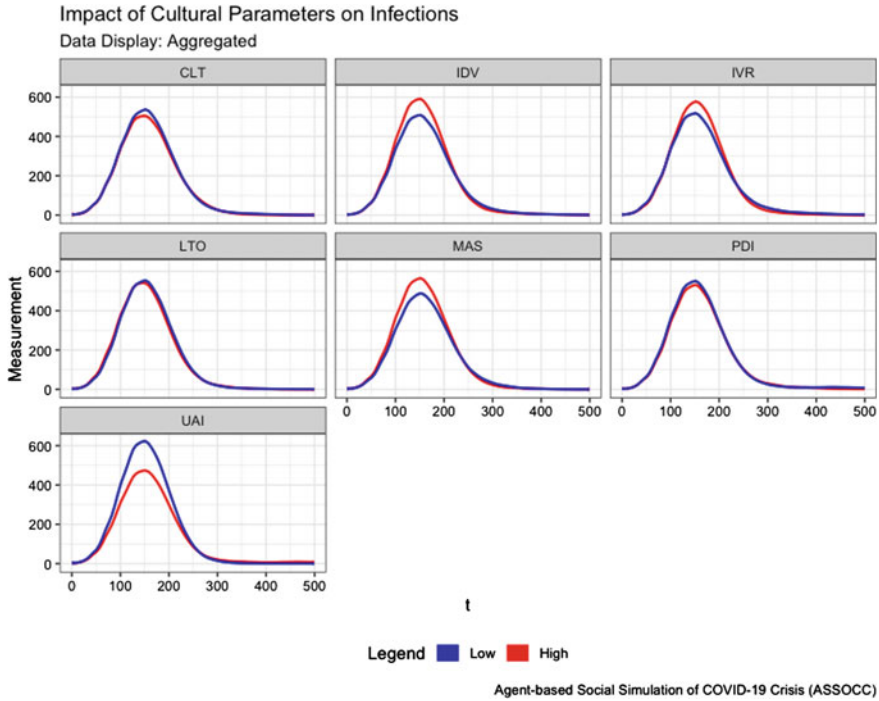 Impact of Cultural Parameters on Infections
Data Display: Aggregated
CLT IDV IVR
600
400
200
0
LTO MAS PDI
600
400
200
0
0 100 200 300 400 500 0 100 200 300 400 500
UAI
600
400
200
0
0 100 200 300 400 500
Measurement
t
Legend Low High
Agent-based Social Simulation of COVID-19 Crisis (ASSOCC)